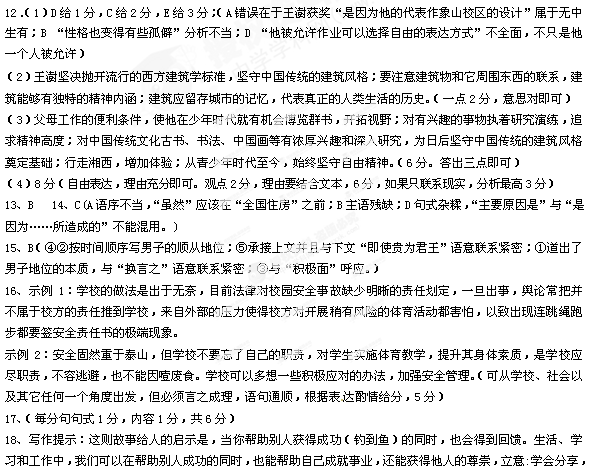 12.(1)D给1分,C给2分,E给3分;(A错误在于王澍获奖“是因为他的代表作象山校区的设计”属于无中
生有;B “性格也变得有些孤僻”分析不当;D “他被允许作业可以选择自由的表达方式”不全面,不只是他
一个人被允许)
(2)王澍坚决抛开流行的西方建筑学标准,坚守中国传统的建筑风格;要注意建筑物和它周围东西的联系,建
筑能够有独特的精神内涵;建筑应留存城市的记忆,代表真正的人类生活的历史。(一点2分,意思对即可)
(3)父母工作的便利条件,使他在少年时代就有机会博览群书,开拓视野;对有兴趣的事物执着研究演练,追
求精神高度;对中国传统文化古书、书法、中国画等有浓厚兴趣和深入研究,为日后坚守中国传统的建筑风格
奠定基础;行走湘西,增加体验;从青少年时代至今,始终坚守自由精神。(6分。答出三点即可)
(4)8分(自由表达,理由充分即可。观点2分,理由要结合文本,6分,如果只联系现实,分析最高3分)
13、B 14、C(A语序不当,“虽然”应该在“全国住房”之前;B主语残缺;D句式杂糅,“主要原因是”与“是
因为……所造成的”不能混用。)
15、B(④②按时间顺序写男子的顺从地位;⑤承接上文并且与下文“即使贵为君王”语意联系紧密;①道出了
男子地位的本质,与“换言之”语意联系紧密;③与“积极面”呼应。)
16、示例 1:学校的做法是出于无奈,目前法律对校园安全事故缺少明晰的责任划定,一旦出事,舆论常把并
不属于校方的责任推到学校,来自外部的压力使得校方对开展稍有风险的体育活动都害怕,以致出现连跳绳跑
步都要签安全责任书的极端现象。
示例 2:安全固然重于泰山,但学校不要忘了自己的职责,对学生实施体育教学,提升其身体素质,是学校应
尽职责,不容逃避,也不能因噎废食。学校可以多想一些积极应对的办法,加强安全管理。(可从学校、社会以
及其它任何一个角度出发,但必须言之成理,语句通顺,根据表达酌情给分,5分)
17、(每分句句式1分,内容1分,共6分)
18、写作提示:这则故事给人的启示是,当你帮助别人获得成功(钓到鱼)的同时,也会得到回馈。生活、学
习和工作中,我们可以在帮助别人成功的同时,也能帮助自己成就事业,还能获得他人的尊崇,立意:学会分享,